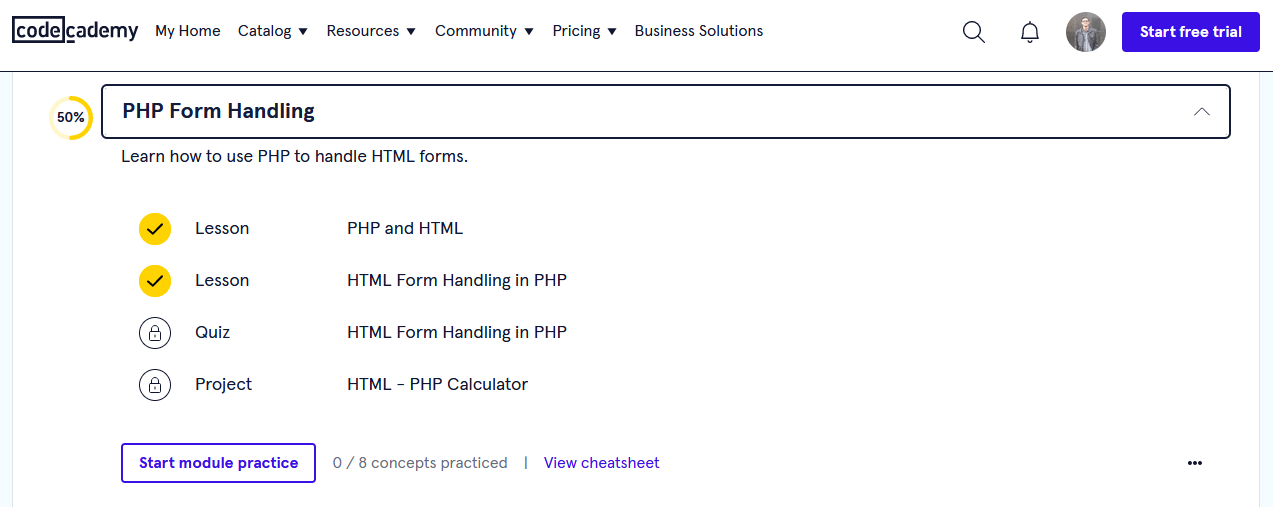 codecademy My Home Catalog Resources Community Pricing Business Solutions Start free trial
50% PHP Form Handling
Learn how to use PHP to handle HTML forms.
Lesson PHP and HTML
Lesson HTML Form Handling in PHP
Quiz HTML Form Handling in PHP
Project HTML - PHP Calculator
Start module practice 0 / 8 concepts practiced | View cheatsheet